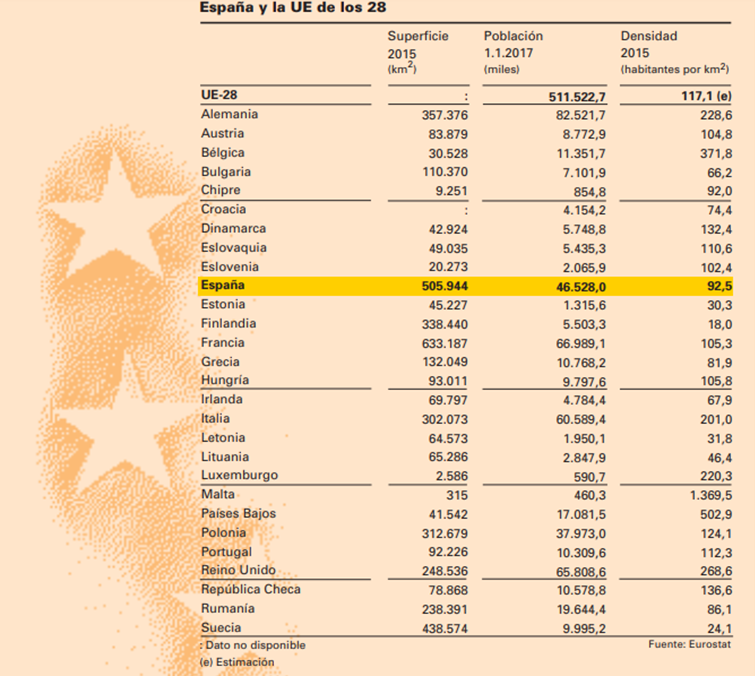 España y la UE de los 28
Superficie Población Densidad
2015 1.1.2017 2015
(km²) (miles) (habitantes por km²)
UE-28 : 511.522,7 117,1 (e)
Alemania 357.376 82.521,7 228,6
Austria 83.879 8.772,9 104,8
Bélgica 30.528 11.351,7 371,8
Bulgaria 110.370 7.101,9 66,2
Chipre 9.251 854,8 92,0
Croacia : 4.154,2 74,4
Dinamarca 42.924 5.748,8 132,4
Eslovaquia 49.035 5.435,3 110,6
Eslovenia 20.273 2.065,9 102,4
España 505.944 46.528,0 92,5
Estonia 45.227 1.315,6 30,3
Finlandia 338.440 5.503,3 18,0
Francia 633.187 66.989,1 105,3
Grecia 132.049 10.768,2 81,9
Hungría 93.011 9.797,6 105,8
Irlanda 69.797 4.784,4 67,9
Italia 302.073 60.589,4 201,0
Letonia 64.573 1.950,1 31,8
Lituania 65.286 2.847,9 46,4
Luxemburgo 2.586 590,7 220,3
Malta 315 460,3 1.369,5
Países Bajos 41.542 17.081,5 502,9
Polonia 312.679 37.973,0 124,1
Portugal 92.226 10.309,6 112,3
Reino Unido 248.536 65.808,6 268,6
República Checa 78.868 10.578,8 136,6
Rumanía 238.391 19.644,4 86,1
Suecia 438.574 9.995,2 24,1
: Dato no disponible Fuente: Eurostat
(e) Estimación